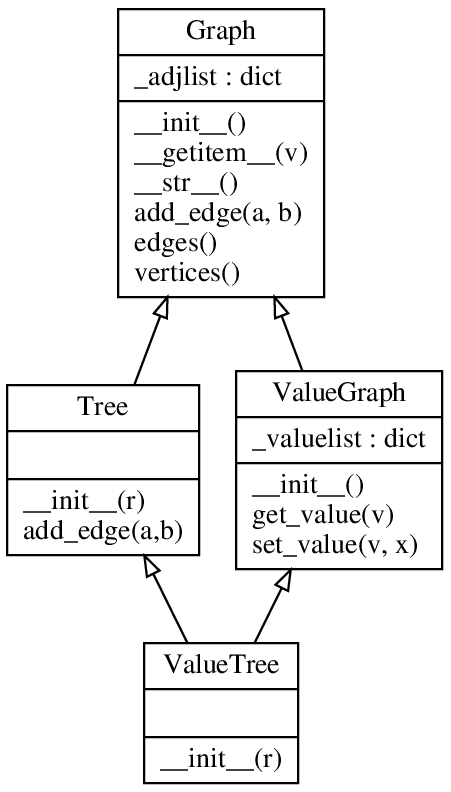 Graph
_adjlist : dict
__init__()
__getitem__(v)
__str__()
add_edge(a, b)
edges()
vertices()
Tree
__init__(r)
add_edge(a,b)
ValueGraph
_valuelist : dict
__init__()
get_value(v)
set_value(v, x)
ValueTree
__init__(r)